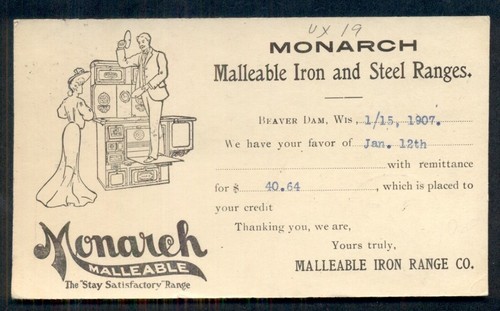 UX 19
MONARCH
Malleable Iron and Steel Ranges.
BEAVER DAM, WIS, 1/15, 1907.
We have your favor of Jan. 12th
with remittance
for $ 40.64 , which is placed to
your credit
Thanking you, we are,
Yours truly,
MALLEABLE IRON RANGE CO.
Monarch
MALLEABLE
The "Stay Satisfactory" Range